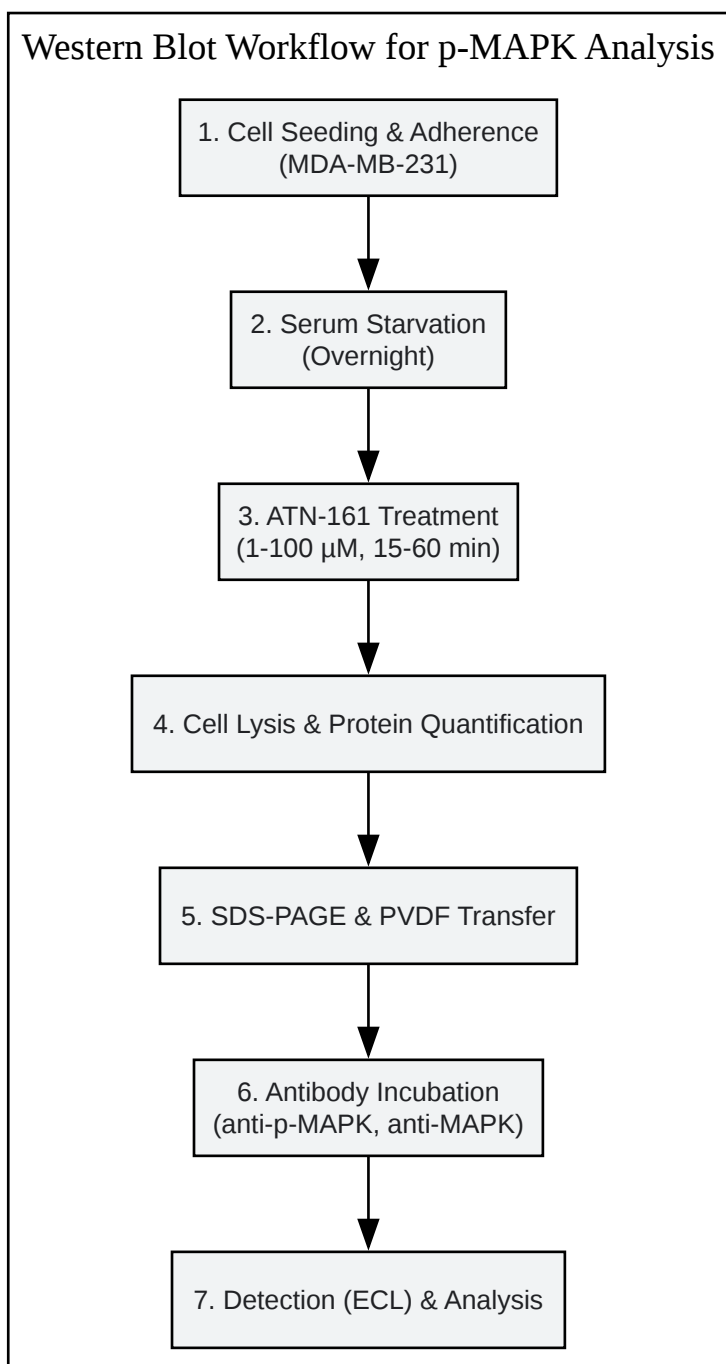 Western Blot Workflow for p-MAPK Analysis
1. Cell Seeding & Adherence
(MDA-MB-231)
2. Serum Starvation
(Overnight)
3. ATN-161 Treatment
(1-100 µM, 15-60 min)
4. Cell Lysis & Protein Quantification
5. SDS-PAGE & PVDF Transfer
6. Antibody Incubation
(anti-p-MAPK, anti-MAPK)
7. Detection (ECL) & Analysis